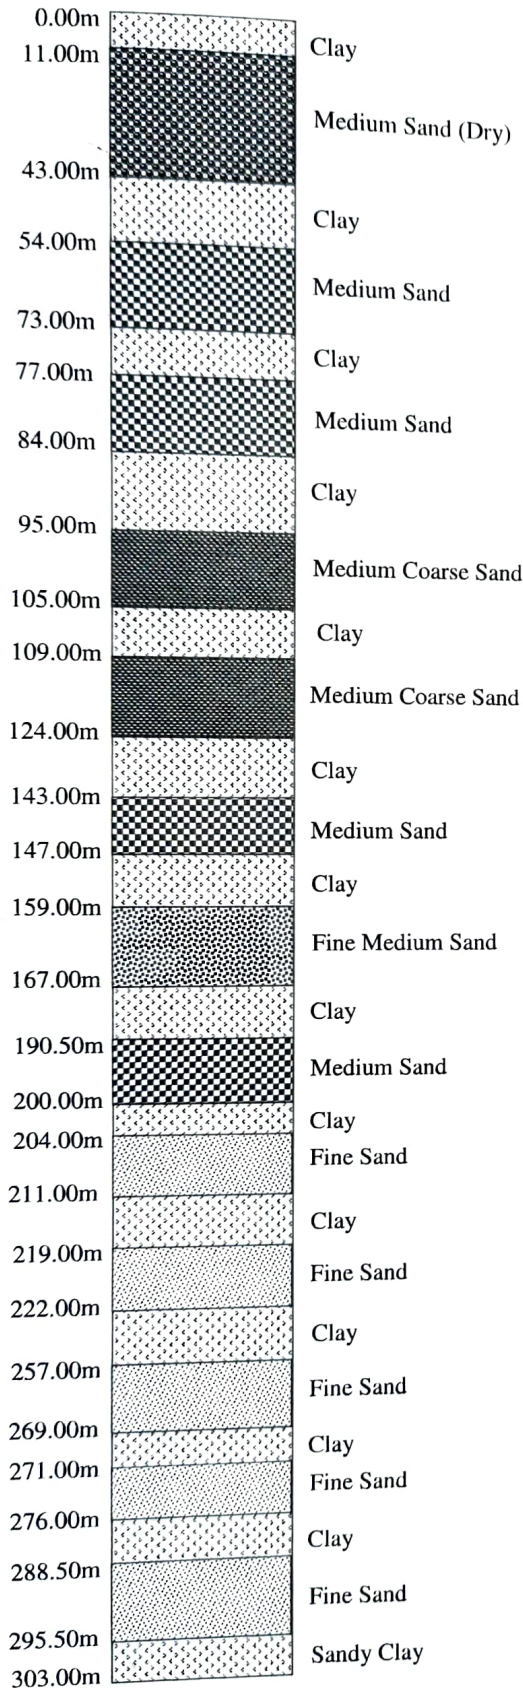 0.00m
Clay
11.00m
Medium Sand (Dry)
43.00m
Clay
54.00m
Medium Sand
73.00m
Clay
77.00m
Medium Sand
84.00m
Clay
95.00m
Medium Coarse Sand
105.00m
Clay
109.00m
Medium Coarse Sand
124.00m
Clay
143.00m
Medium Sand
147.00m
Clay
159.00m
Fine Medium Sand
167.00m
Clay
190.50m
Medium Sand
200.00m
Clay
204.00m
Fine Sand
211.00m
Clay
219.00m
Fine Sand
222.00m
Clay
257.00m
Fine Sand
269.00m
Clay
271.00m
Fine Sand
276.00m
Clay
288.50m
Fine Sand
295.50m
Sandy Clay
303.00m